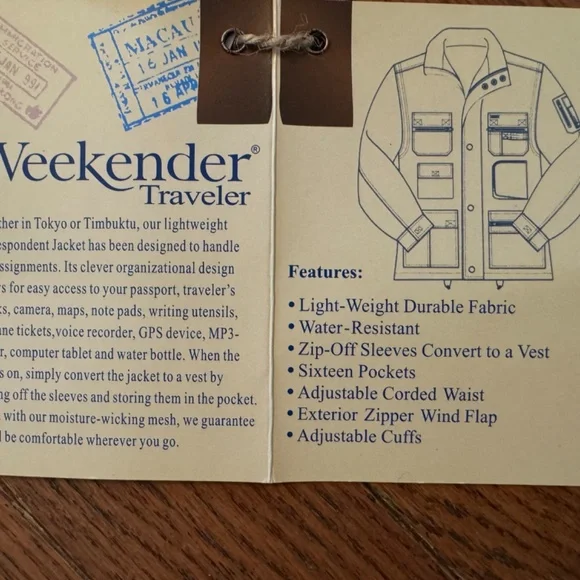 IMMIGRATION
SERVICE
JAN 1991
MACAU
16 JAN
16 APR
Weekender®
Traveler
ther in Tokyo or Timbuktu, our lightweight
espondent Jacket has been designed to handle
ssignments. Its clever organizational design
s for easy access to your passport, traveler's
ks, camera, maps, note pads, writing utensils,
ne tickets,voice recorder, GPS device, MP3-
r, computer tablet and water bottle. When the
s on, simply convert the jacket to a vest by
ng off the sleeves and storing them in the pocket.
with our moisture-wicking mesh, we guarantee
l be comfortable wherever you go.
Features:
• Light-Weight Durable Fabric
• Water-Resistant
• Zip-Off Sleeves Convert to a Vest
• Sixteen Pockets
• Adjustable Corded Waist
• Exterior Zipper Wind Flap
• Adjustable Cuffs